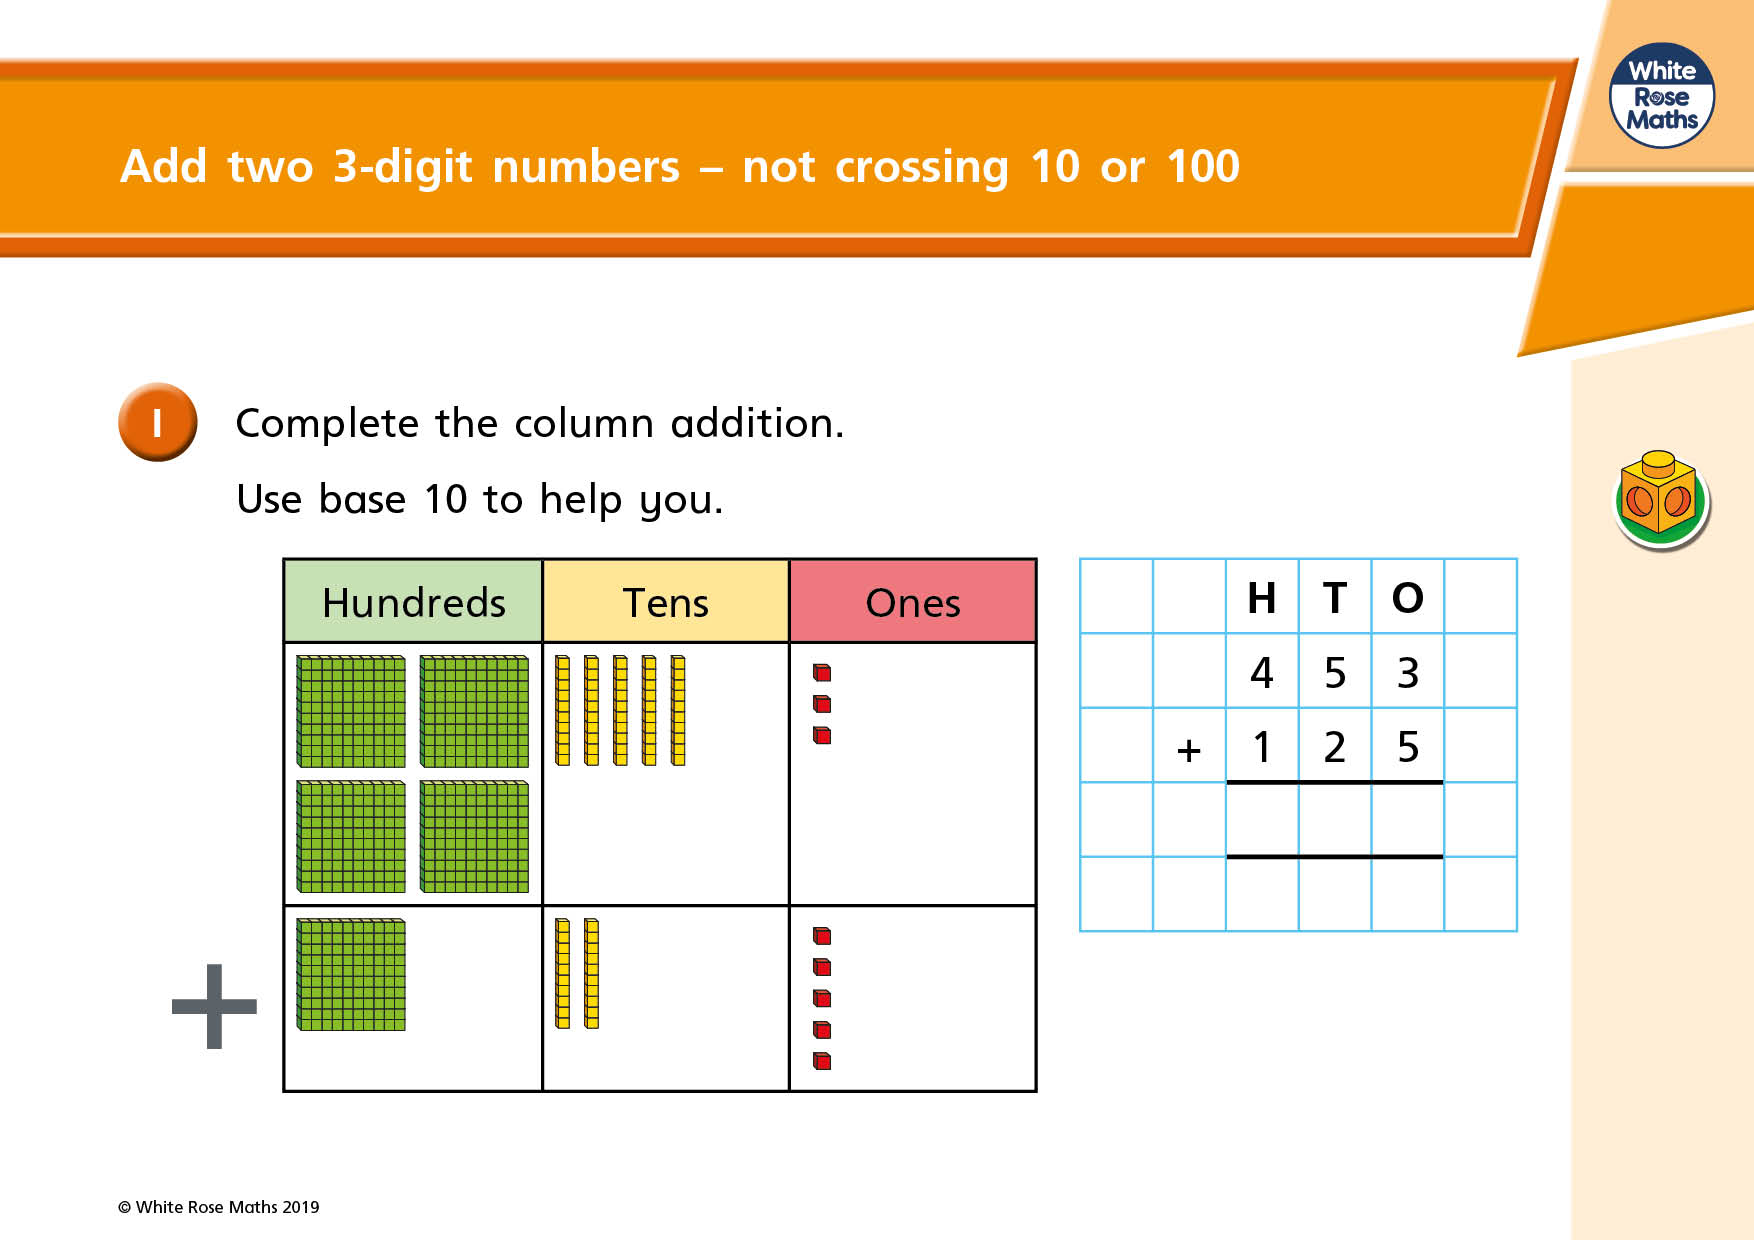 White
Rose
Maths
Add two 3-digit numbers – not crossing 10 or 100
1 Complete the column addition.
Use base 10 to help you.
Hundreds Tens Ones
H T O
4 5 3
+ 1 2 5
+
© White Rose Maths 2019